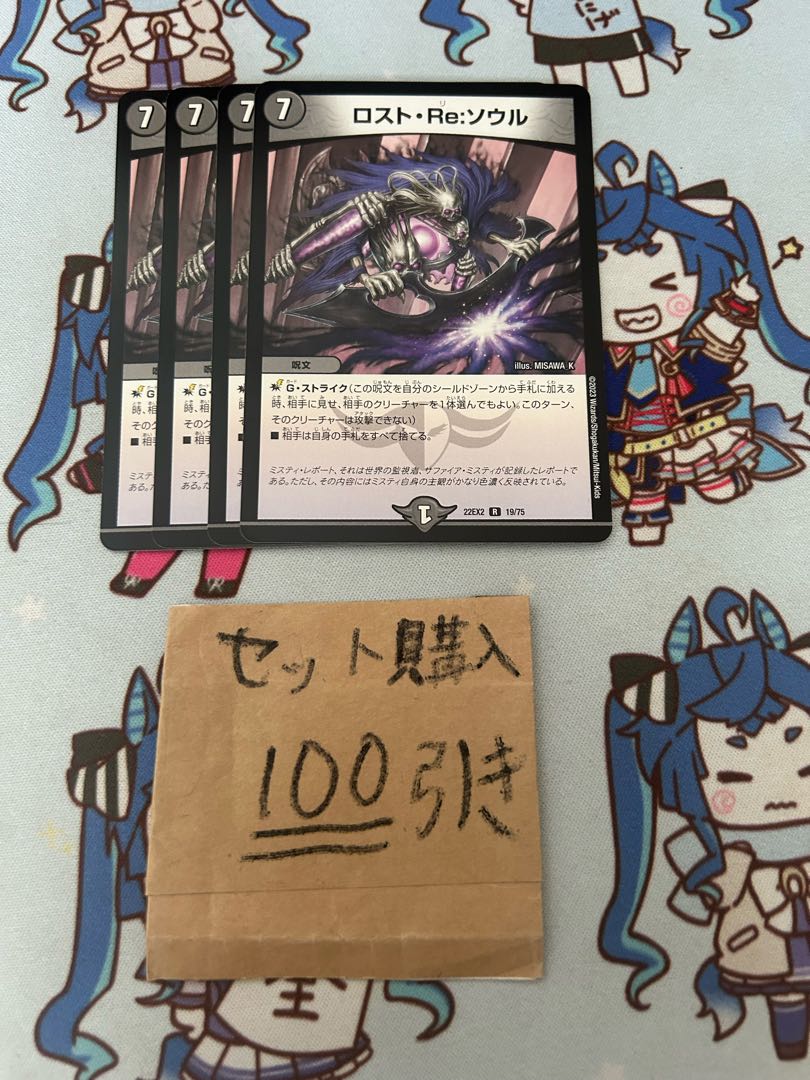 7
7
7
7
リ
ロスト・Re:ソウル
呪文
illus. MISAWA K
G・ストライク(この呪文を自分のシールドゾーンから手札に加える
時、相手に見せ、相手のクリーチャーを1体選んでもよい。このターン、
そのクリーチャーは攻撃できない)
■相手は自身の手札をすべて捨てる。
ミスティ・レポート、それは世界の監視者、サファイア・ミスティが記録したレポートで
ある。ただし、その内容にはミスティ自身の主観がかなり色濃く反映されている。
1
22EX2 R 19/75
©2023 Wizards/Shogakukan/Mitsui-Kids
セット購入
100引き